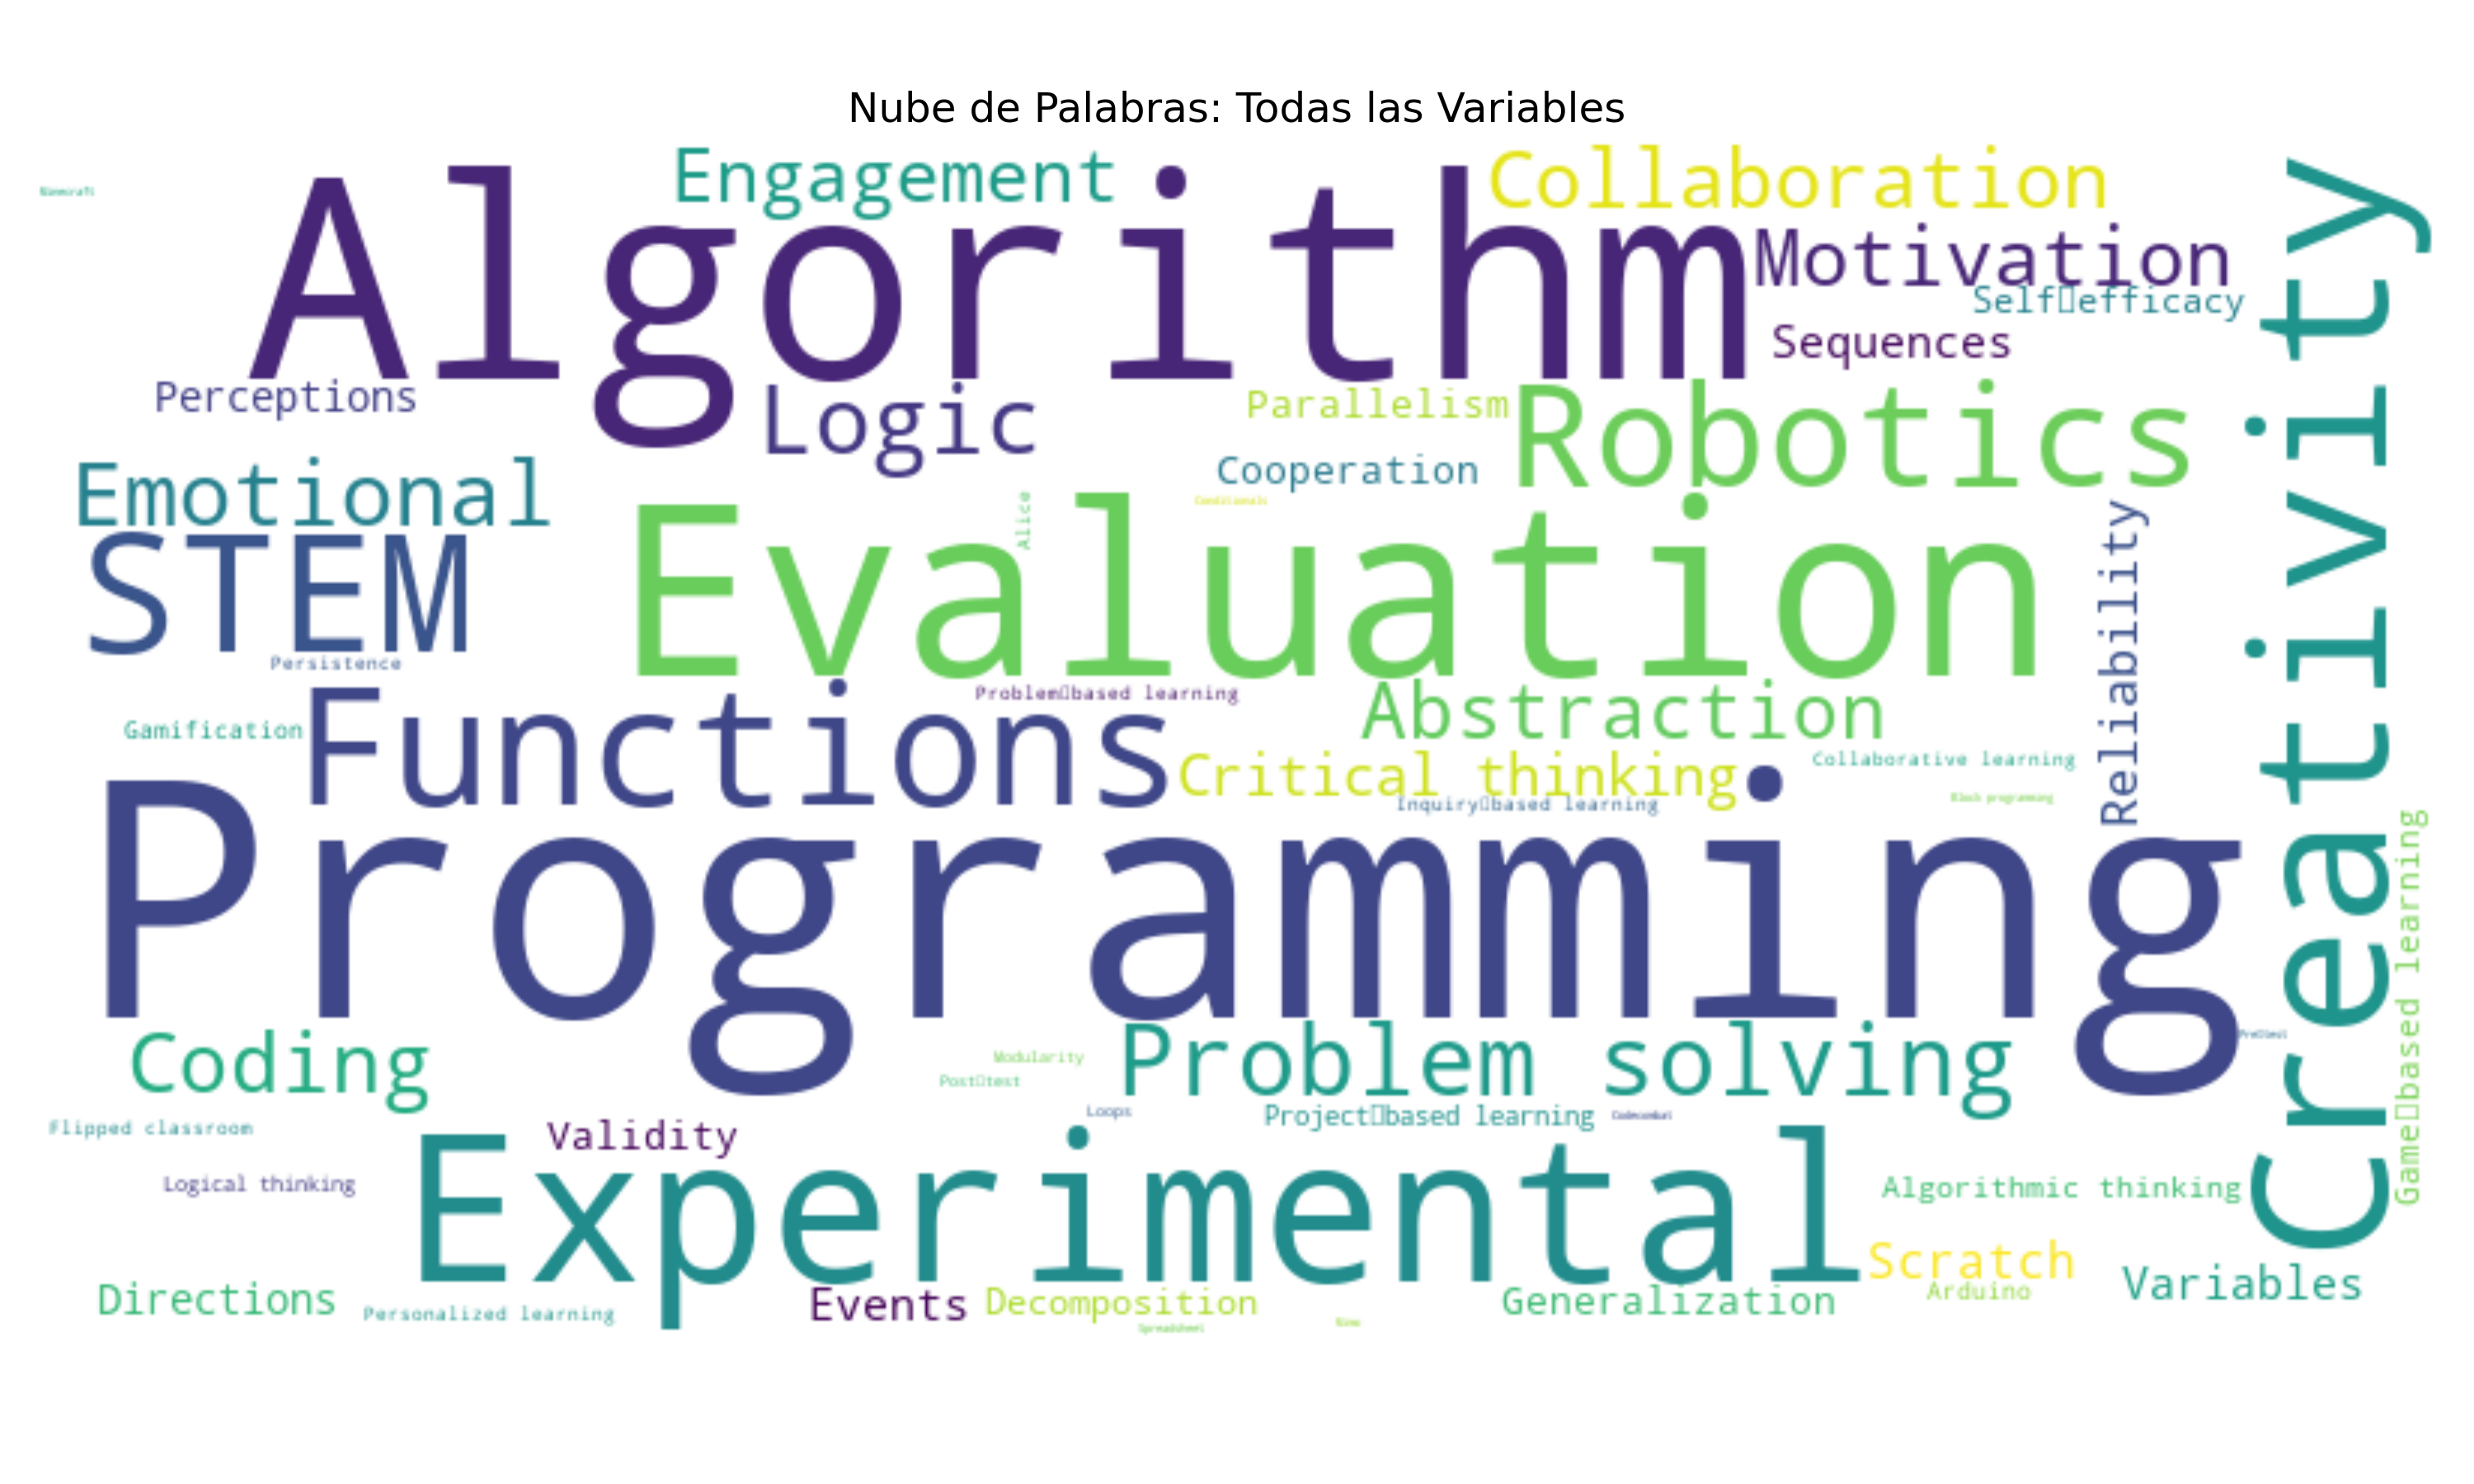 Nube de Palabras: Todas las Variables
Engagement
Collaboration
Algorithm
Motivation
Self▯efficacy
Sequences
Perceptions
Logic
Parallelism
Robotics
Cooperation
Emotional
Alice
Conditionals
STEM
Evaluation
Reliability
Creativity
Persistence
Problem▯based learning
Abstraction
Gamification
Functions
Critical thinking
Collaborative learning
Inquiry▯based learning
Block programming
Programming
Game▯based learning
Coding
Modularity
Problem solving
Pre▯test
Post▯test
Loops
Project▯based learning
Codecombat
Flipped classroom
Validity
Logical thinking
Experimental
Algorithmic thinking
Scratch
Arduino
Variables
Directions
Personalized learning
Events
Decomposition
Generalization
Spreadsheet